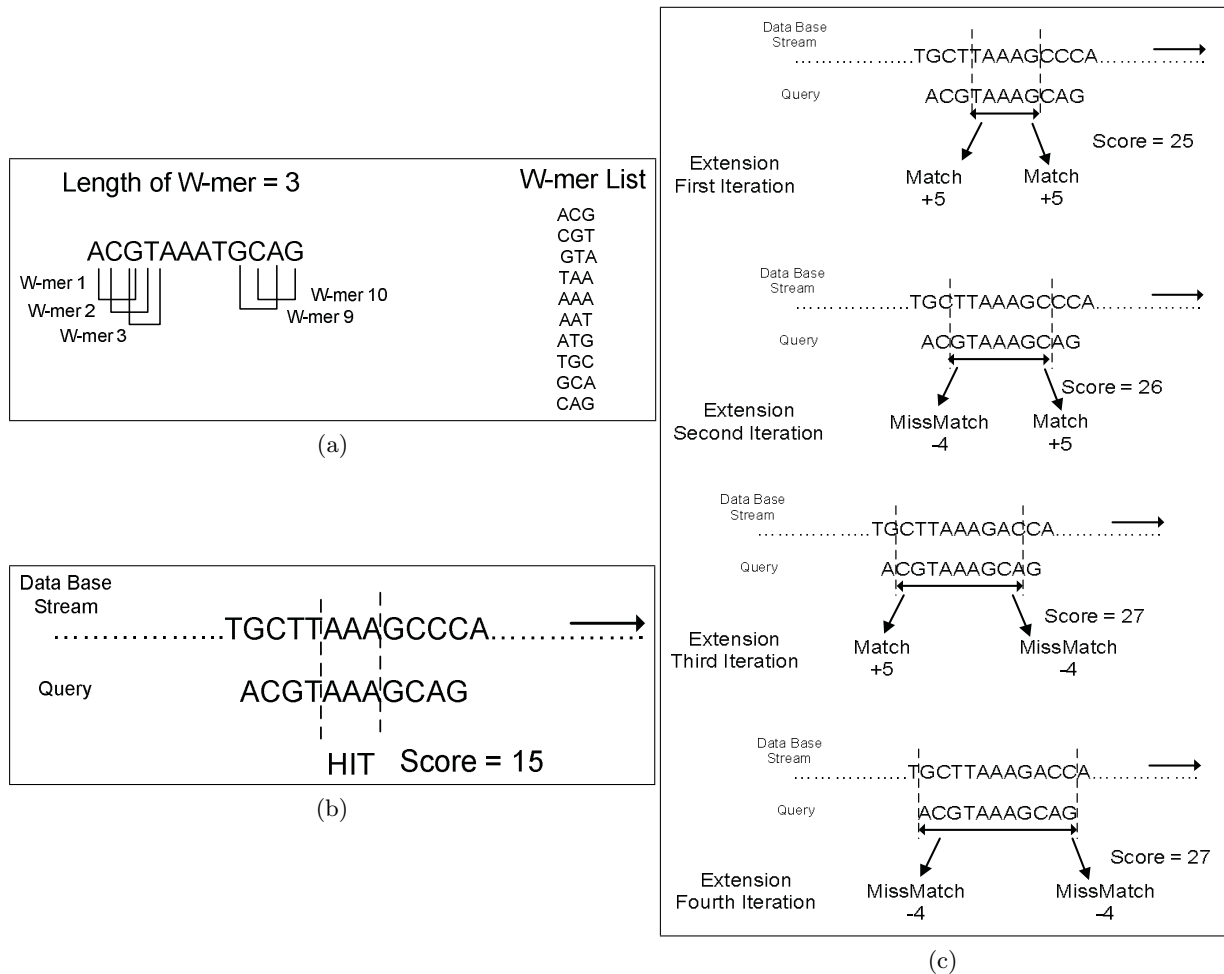 Length of W-mer = 3
W-mer List
ACGTAAATGCAG
W-mer 1
W-mer 2
W-mer 3
W-mer 10
W-mer 9
ACG
CGT
GTA
TAA
AAA
AAT
ATG
TGC
GCA
CAG
(a)
Data Base
Stream
TGCTTAAAGCCCA
Query
ACGTAAAGCAG
HIT Score = 15
(b)
Data Base
Stream
TGCTTAAAGCCCA
Query
ACGTAAAGCAG
Score = 25
Extension
First Iteration
Match
+5
Match
+5
Data Base
Stream
TGCTTAAAGCCCA
Query
ACGTAAAGCAG
Score = 26
Extension
Second Iteration
MissMatch
-4
Match
+5
Data Base
Stream
TGCTTAAAGACCA
Query
ACGTAAAGCAG
Score = 27
Extension
Third Iteration
Match
+5
MissMatch
-4
Data Base
Stream
TGCTTAAAGACCA
Query
ACGTAAAGCAG
Score = 27
Extension
Fourth Iteration
MissMatch
-4
MissMatch
-4
(c)